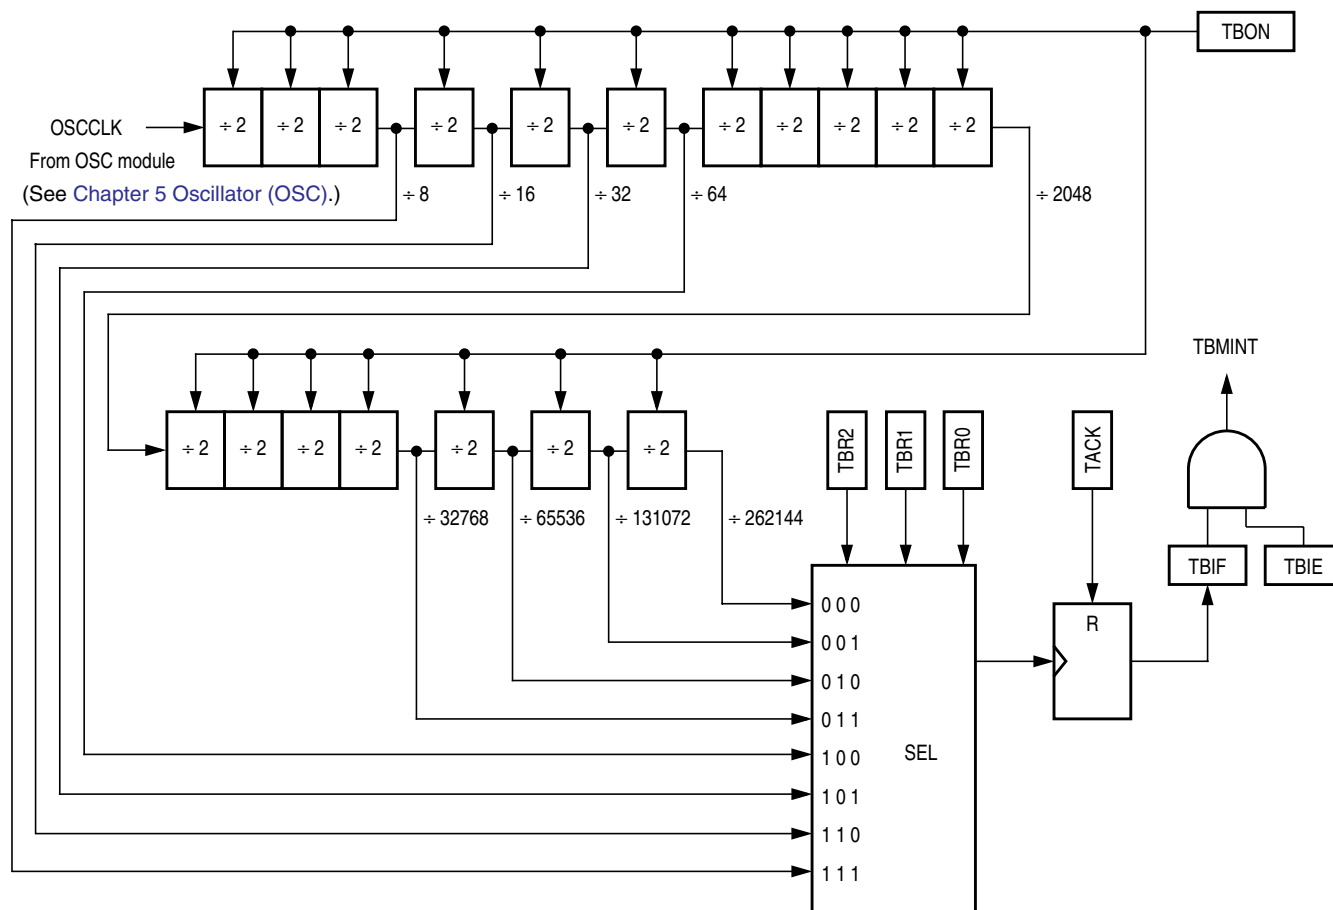 TBON
OSCCLK
÷ 2 ÷ 2 ÷ 2 ÷ 2 ÷ 2 ÷ 2 ÷ 2 ÷ 2 ÷ 2 ÷ 2 ÷ 2
From OSC module
(See Chapter 5 Oscillator (OSC).)
÷ 8 ÷ 16 ÷ 32 ÷ 64 ÷ 2048
TBMINT
÷ 2 ÷ 2 ÷ 2 ÷ 2 ÷ 2 ÷ 2 ÷ 2
TBR2
TBR1
TBR0
TACK
÷ 32768 ÷ 65536 ÷ 131072 ÷ 262144
TBIF TBIE
0 0 0
R
0 0 1
0 1 0
0 1 1
SEL
1 0 0
1 0 1
1 1 0
1 1 1